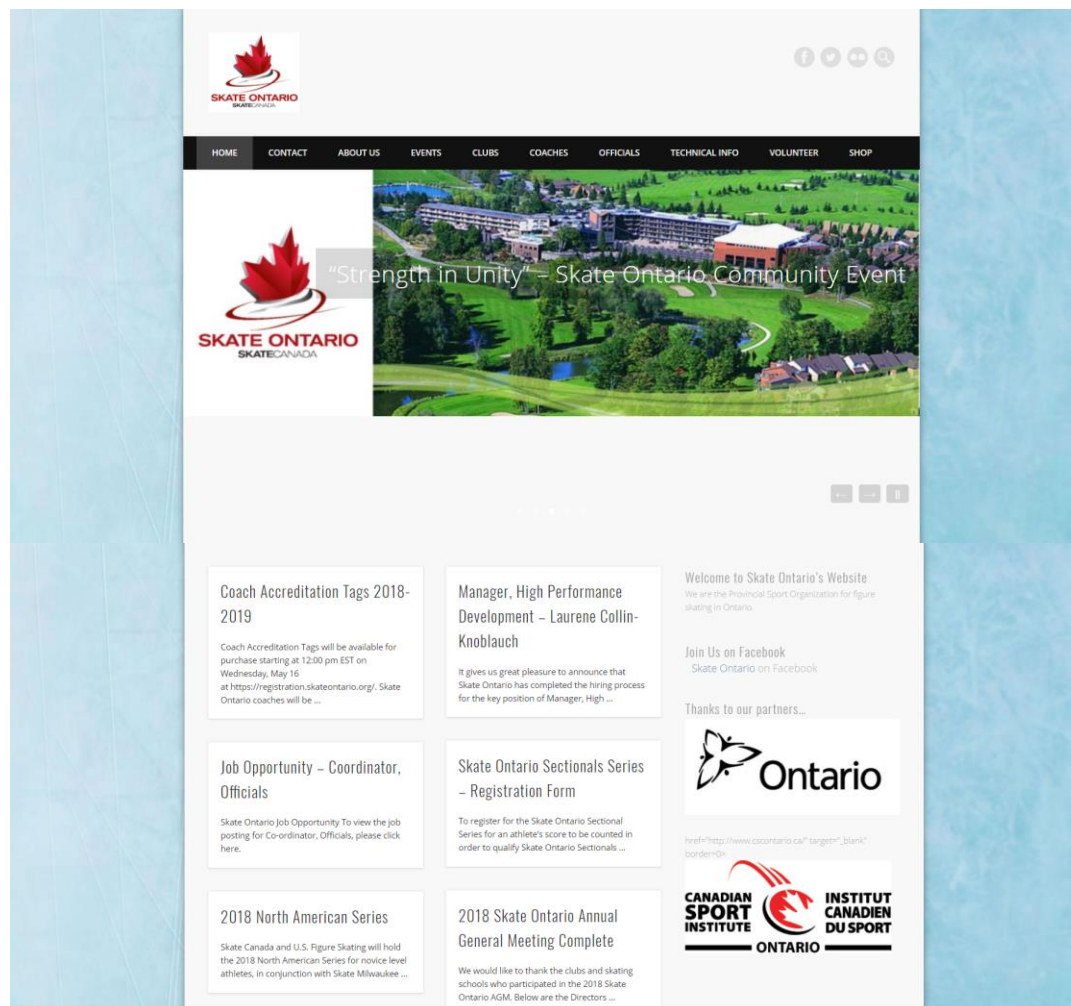 SKATE ONTARIO
SKATECANADA
HOME CONTACT ABOUT US EVENTS CLUBS COACHES OFFICIALS TECHNICAL INFO VOLUNTEER SHOP
SKATE ONTARIO
SKATECANADA
"Strength in Unity" – Skate Ontario Community Event
Coach Accreditation Tags 2018-
2019
Coach Accreditation Tags will be available for
purchase starting at 12:00 pm EST on
Wednesday, May 16
at https://registration.skateontario.org/. Skate
Ontario coaches will be ...
Manager, High Performance
Development – Laurene Collin-
Knoblauch
It gives us great pleasure to announce that
Skate Ontario has completed the hiring process
for the key position of Manager, High ...
Job Opportunity – Coordinator,
Officials
Skate Ontario Job Opportunity To view the job
posting for Co-ordinator, Officials, please click
here.
Skate Ontario Sectionals Series
– Registration Form
To register for the Skate Ontario Sectional
Series for an athlete's score to be counted in
order to qualify Skate Ontario Sectionals ...
2018 North American Series
Skate Canada and U.S. Figure Skating will hold
the 2018 North American Series for novice level
athletes, in conjunction with Skate Milwaukee ...
2018 Skate Ontario Annual
General Meeting Complete
We would like to thank the clubs and skating
schools who participated in the 2018 Skate
Ontario AGM. Below are the Directors ...
Welcome to Skate Ontario's Website
We are the Provincial Sport Organization for figure
skating in Ontario.
Join Us on Facebook
Skate Ontario on Facebook
Thanks to our partners...
Ontario
href="http://www.csiontario.ca/" target="_blank"
border=0>
CANADIAN
SPORT
INSTITUTE
INSTITUT
CANADIEN
DU SPORT
ONTARIO